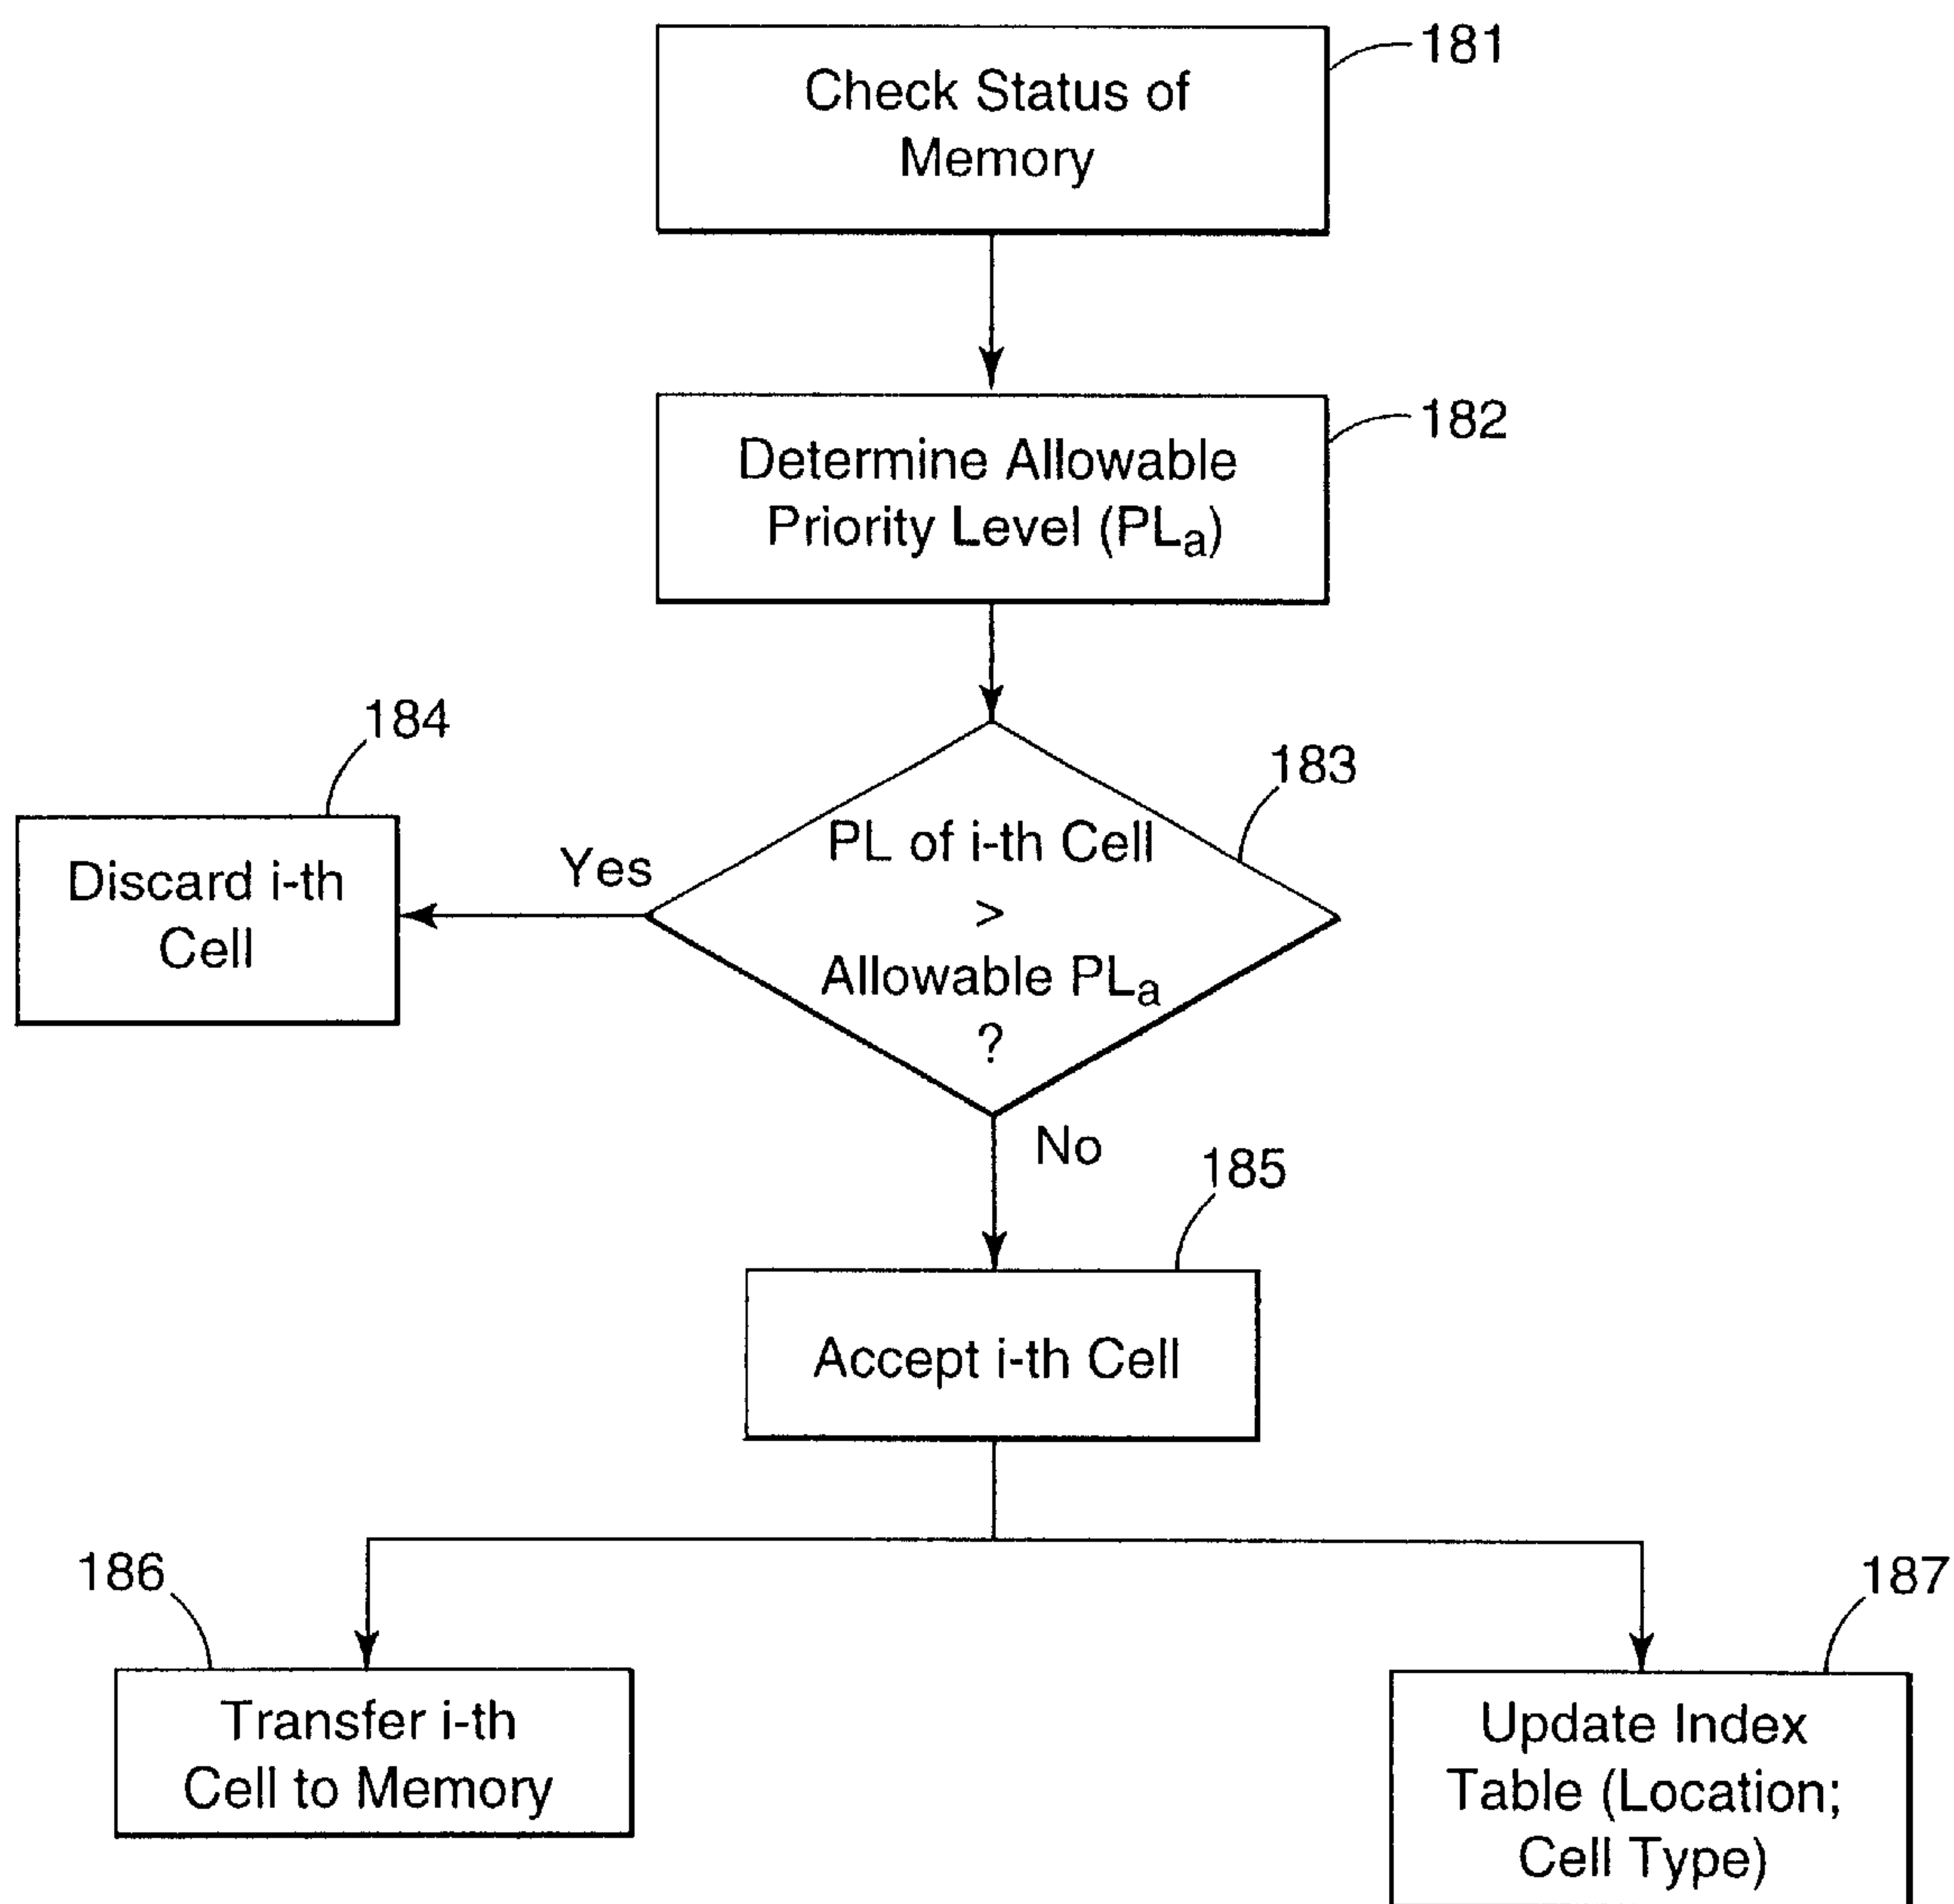 181
Check Status of
Memory
182
Determine Allowable
Priority Level (PLa)
184
183
PL of i-th Cell
>
Allowable PLa
?
Yes
Discard i-th
Cell
No
185
Accept i-th Cell
186
187
Transfer i-th
Cell to Memory
Update Index
Table (Location;
Cell Type)